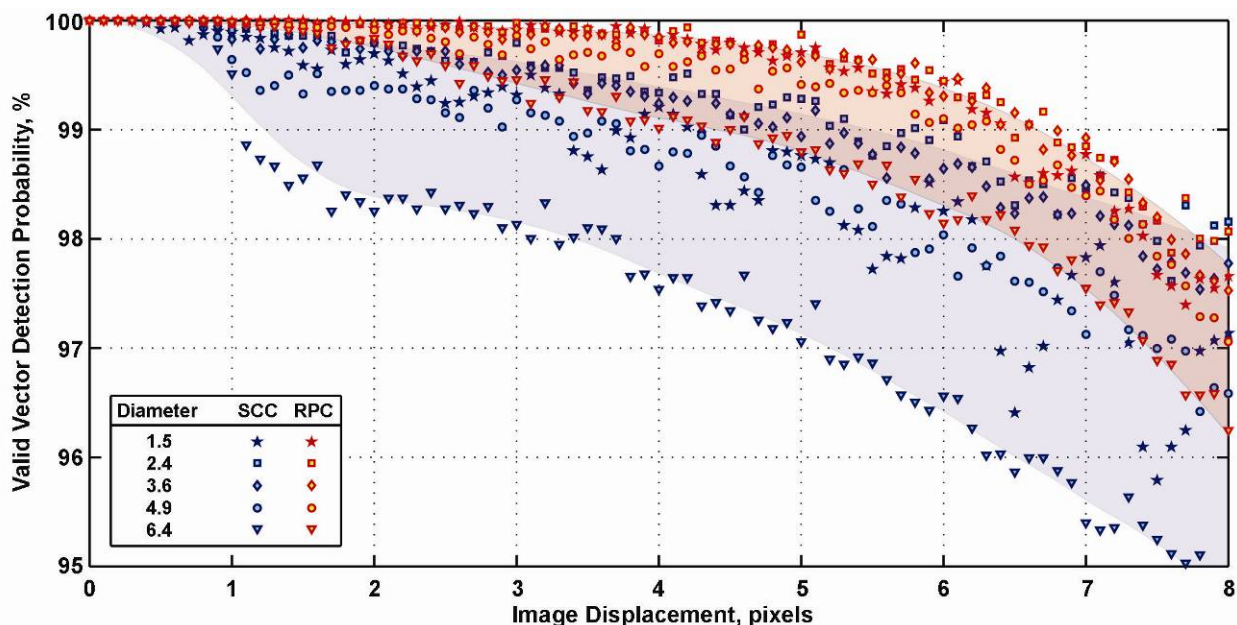 Valid Vector Detection Probability, %
100
99
98
97
96
95
Diameter SCC RPC
1.5
2.4
3.6
4.9
6.4
0 1 2 3 4 5 6 7 8
Image Displacement, pixels